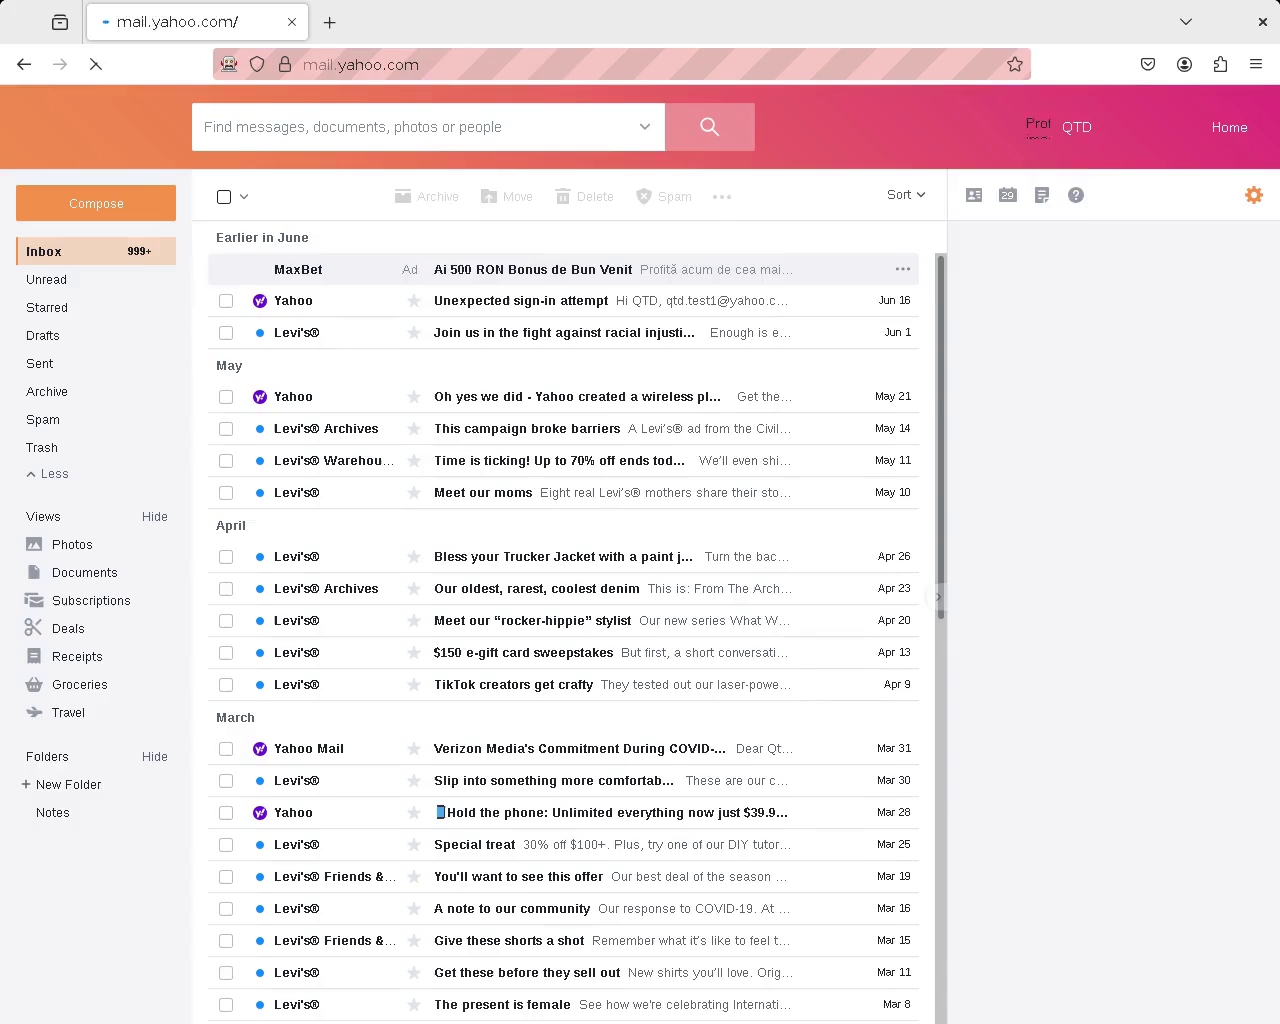 mail.yahoo.com/
mail.yahoo.com
Find messages, documents, photos or people
QTD
Home
Compose
Archive
Move
Delete
Spam
Sort
29
Inbox 999+
Unread
Starred
Drafts
Sent
Archive
Spam
Trash
Less
Views Hide
Photos
Documents
Subscriptions
Deals
Receipts
Groceries
Travel
Folders Hide
+ New Folder
Notes
Earlier in June
MaxBet Ad Ai 500 RON Bonus de Bun Venit Profită acum de cea mai...
Yahoo Unexpected sign-in attempt Hi QTD, qtd.test1@yahoo.c... Jun 16
Levi's® Join us in the fight against racial injusti... Enough is e... Jun 1
May
Yahoo Oh yes we did - Yahoo created a wireless pl... Get the... May 21
Levi's® Archives This campaign broke barriers A Levi’s® ad from the Civil... May 14
Levi's® Warehou... Time is ticking! Up to 70% off ends tod... We’ll even shi... May 11
Levi's® Meet our moms Eight real Levi’s® mothers share their sto... May 10
April
Levi's® Bless your Trucker Jacket with a paint j... Turn the bac... Apr 26
Levi's® Archives Our oldest, rarest, coolest denim This is: From The Arch... Apr 23
Levi's® Meet our “rocker-hippie” stylist Our new series What W... Apr 20
Levi's® $150 e-gift card sweepstakes But first, a short conversati... Apr 13
Levi's® TikTok creators get crafty They tested out our laser-powe... Apr 9
March
Yahoo Mail Verizon Media's Commitment During COVID-... Dear Qt... Mar 31
Levi's® Slip into something more comfortab... These are our c... Mar 30
Yahoo Hold the phone: Unlimited everything now just $39.9... Mar 28
Levi's® Special treat 30% off $100+. Plus, try one of our DIY tutor... Mar 25
Levi's® Friends &... You'll want to see this offer Our best deal of the season ... Mar 19
Levi's® A note to our community Our response to COVID-19. At ... Mar 16
Levi's® Friends &... Give these shorts a shot Remember what it’s like to feel t... Mar 15
Levi's® Get these before they sell out New shirts you’ll love. Orig... Mar 11
Levi's® The present is female See how we're celebrating Internati... Mar 8